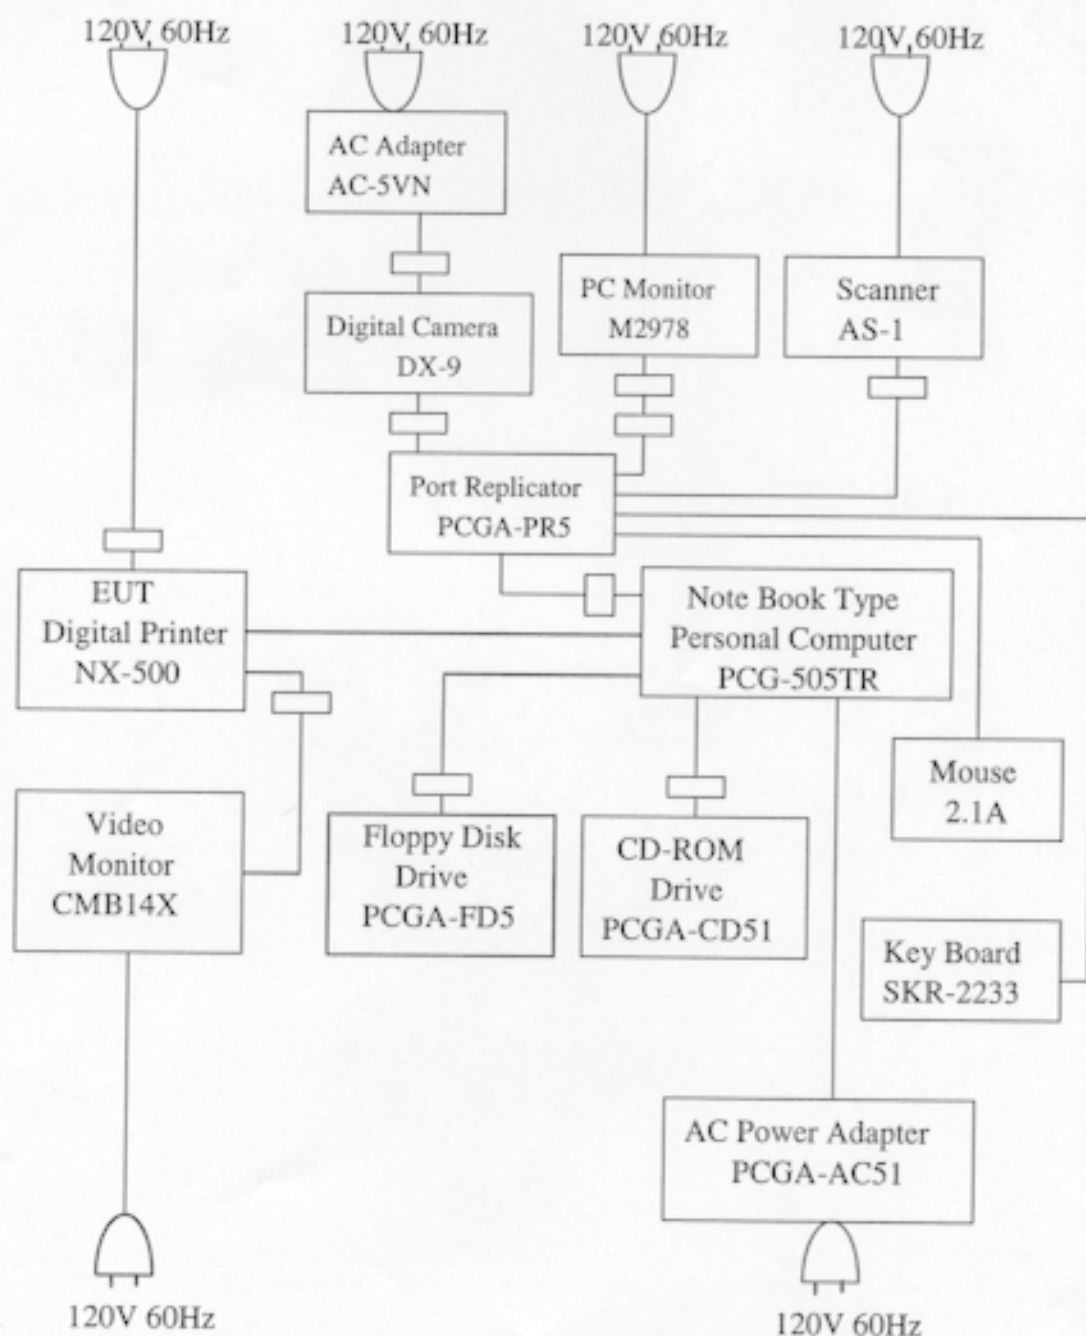 120V 60Hz
120V 60Hz
120V 60Hz
120V 60Hz
AC Adapter
AC-5VN
Digital Camera
DX-9
PC Monitor
M2978
Scanner
AS-1
Port Replicator
PCGA-PR5
EUT
Digital Printer
NX-500
Note Book Type
Personal Computer
PCG-505TR
Mouse
2.1A
Video
Monitor
CMB14X
Floppy Disk
Drive
PCGA-FD5
CD-ROM
Drive
PCGA-CD51
Key Board
SKR-2233
AC Power Adapter
PCGA-AC51
120V 60Hz
120V 60Hz